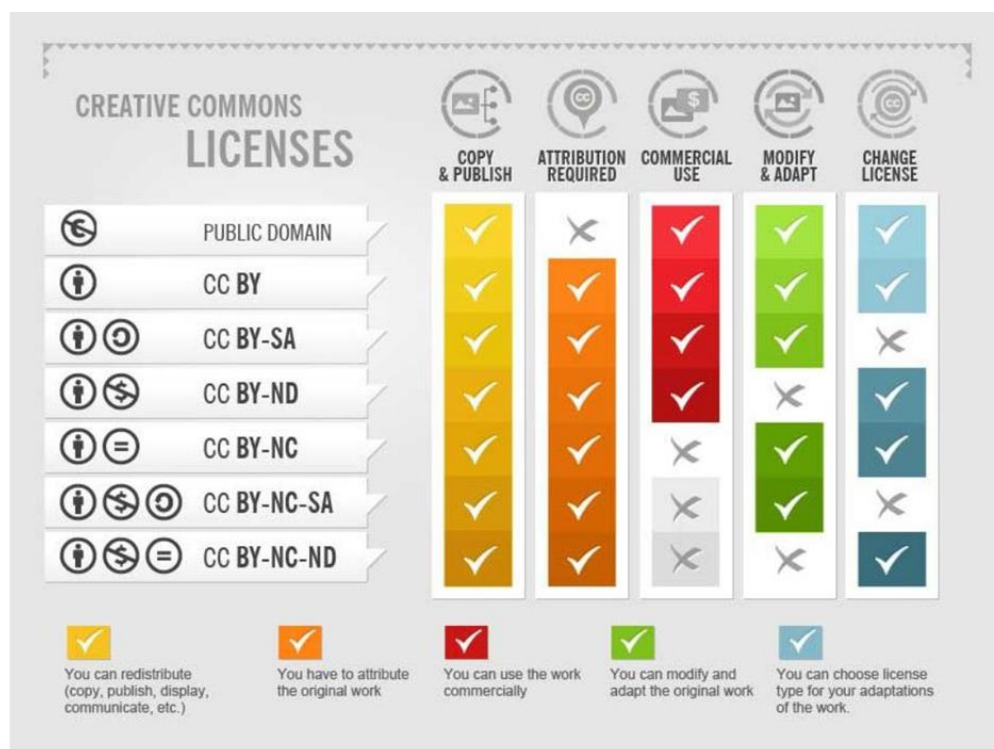 CREATIVE COMMONS
LICENSES
COPY
& PUBLISH
ATTRIBUTION
REQUIRED
COMMERCIAL
USE
MODIFY
& ADAPT
CHANGE
LICENSE
PUBLIC DOMAIN
CC BY
CC BY-SA
CC BY-ND
CC BY-NC
CC BY-NC-SA
CC BY-NC-ND
You can redistribute
(copy, publish, display,
communicate, etc.)
You have to attribute
the original work
You can use the work
commercially
You can modify and
adapt the original work
You can choose license
type for your adaptations
of the work.